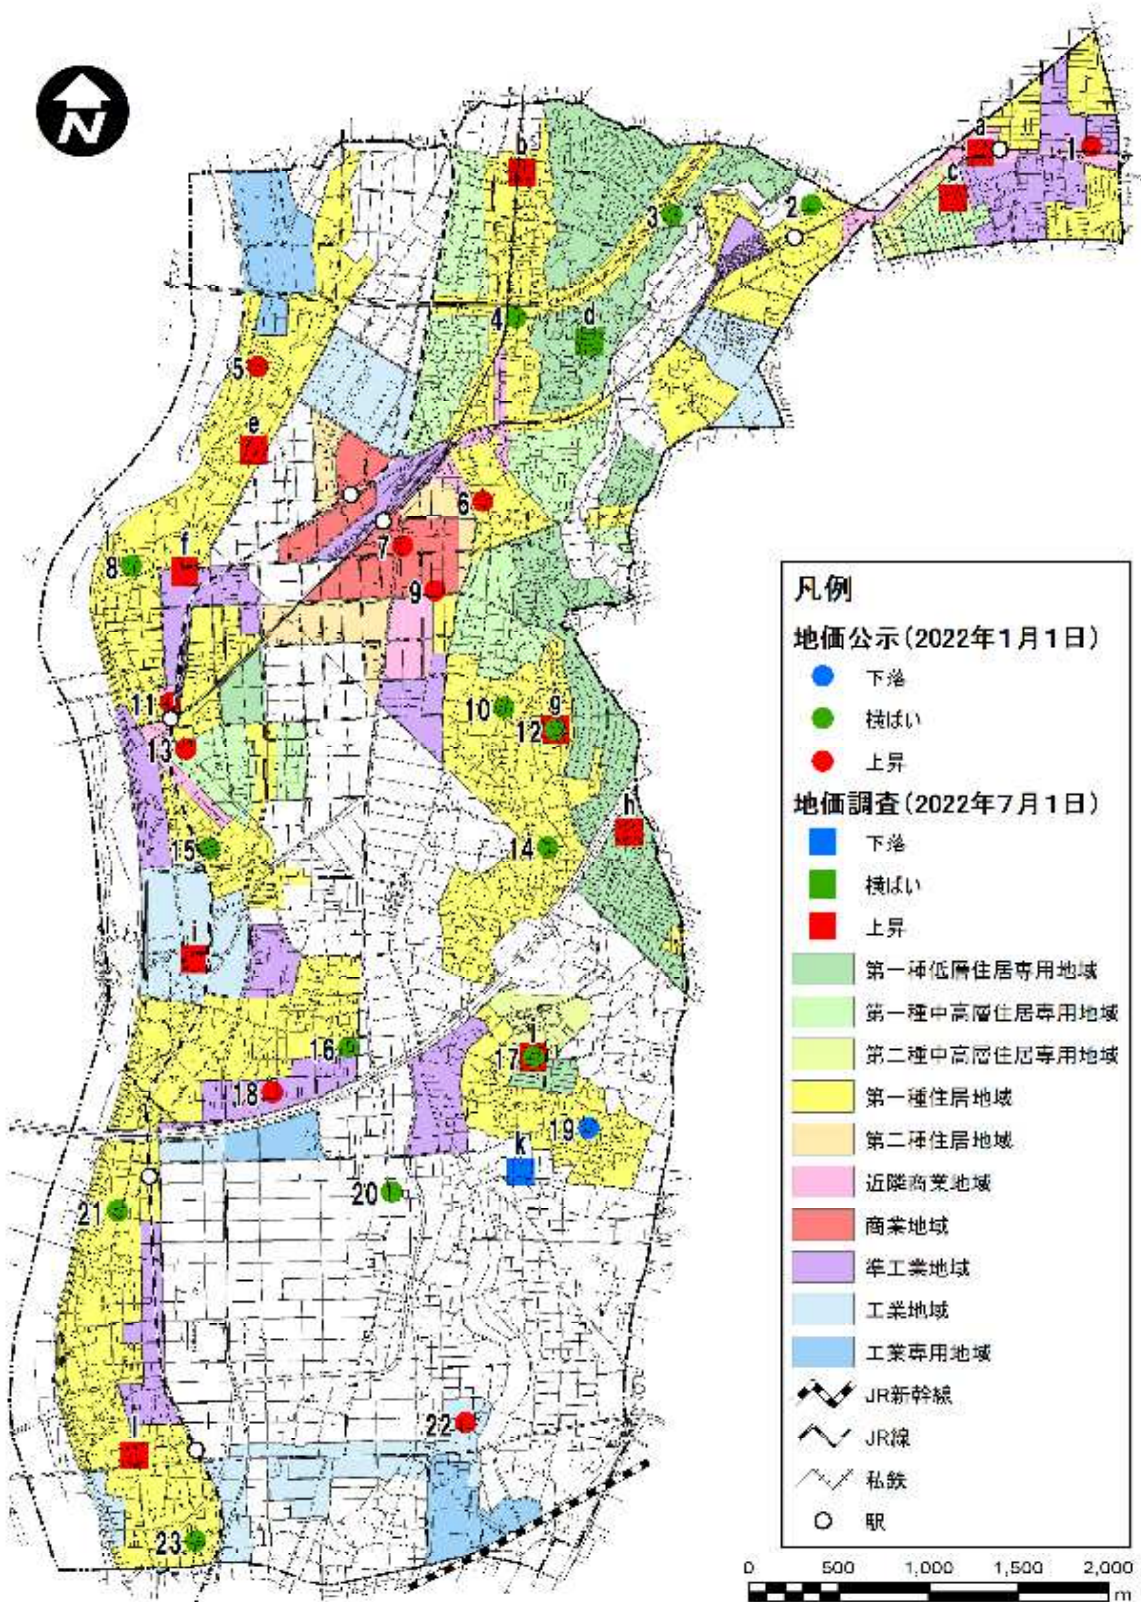 N
a
1
b
c
2
3
4
d
5
e
6
7
8
f
9
10
g
12
11
13
h
14
15
i
16
j
17
18
19
k
20
21
22
l
23
凡例
地価公示(2022年1月1日)
下落
横ばい
上昇
地価調査(2022年7月1日)
下落
横ばい
上昇
第一種低層住居専用地域
第一種中高層住居専用地域
第二種中高層住居専用地域
第一種住居地域
第二種住居地域
近隣商業地域
商業地域
準工業地域
工業地域
工業専用地域
JR新幹線
JR線
私鉄
駅
0 500 1,000 1,500 2,000
m